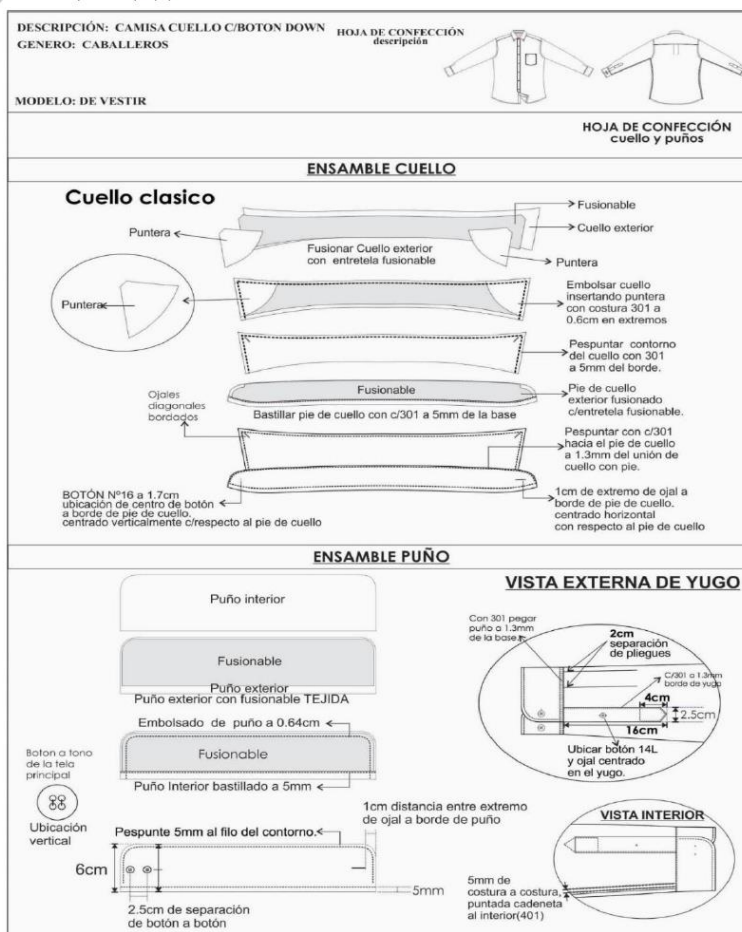 DESCRIPCIÓN: CAMISA CUELLO C/BOTON DOWN
GENERO: CABALLEROS
MODELO: DE VESTIR
HOJA DE CONFECCIÓN
descripción
HOJA DE CONFECCIÓN
cuello y puños
ENSAMBLE CUELLO
Cuello clasico
Puntera
Fusionar Cuello exterior
con entretela fusionable
Fusionable
Cuello exterior
Puntera
Puntera
Embolsar cuello
insertando puntera
con costura 301 a
0.6cm en extremos
Pespuntar contorno
del cuello con 301
a 5mm del borde.
Ojales
diagonales
bordados
Fusionable
Bastillar pie de cuello con c/301 a 5mm de la base
Pie de cuello
exterior fusionado
c/entretela fusionable.
Pespuntar con c/301
hacia el pie de cuello
a 1.3mm del unión de
cuello con pie.
BOTÓN Nº16 a 1.7cm
ubicación de centro de botón
a borde de pie de cuello.
centrado verticalmente c/respecto al pie de cuello
1cm de extremo de ojal a
borde de pie de cuello.
centrado horizontal
con respecto al pie de cuello
ENSAMBLE PUÑO
Puño interior
Fusionable
Puño exterior
Puño exterior con fusionable TEJIDA
Embolsado de puño a 0.64cm
Fusionable
Puño Interior bastillado a 5mm
Boton a tono
de la tela
principal
Ubicación
vertical
Pespunte 5mm al filo del contorno.
1cm distancia entre extremo
de ojal a borde de puño
6cm
5mm
2.5cm de separación
de botón a botón
VISTA EXTERNA DE YUGO
Con 301 pegar
puño a 1.3mm
de la base.
2cm
separación
de pliegues
C/301 a 1.3mm
borde de yugo
4cm
2.5cm
16cm
Ubicar botón 14L
y ojal centrado
en el yugo.
VISTA INTERIOR
5mm de
costura a costura,
puntada cadeneta
al interior(401)